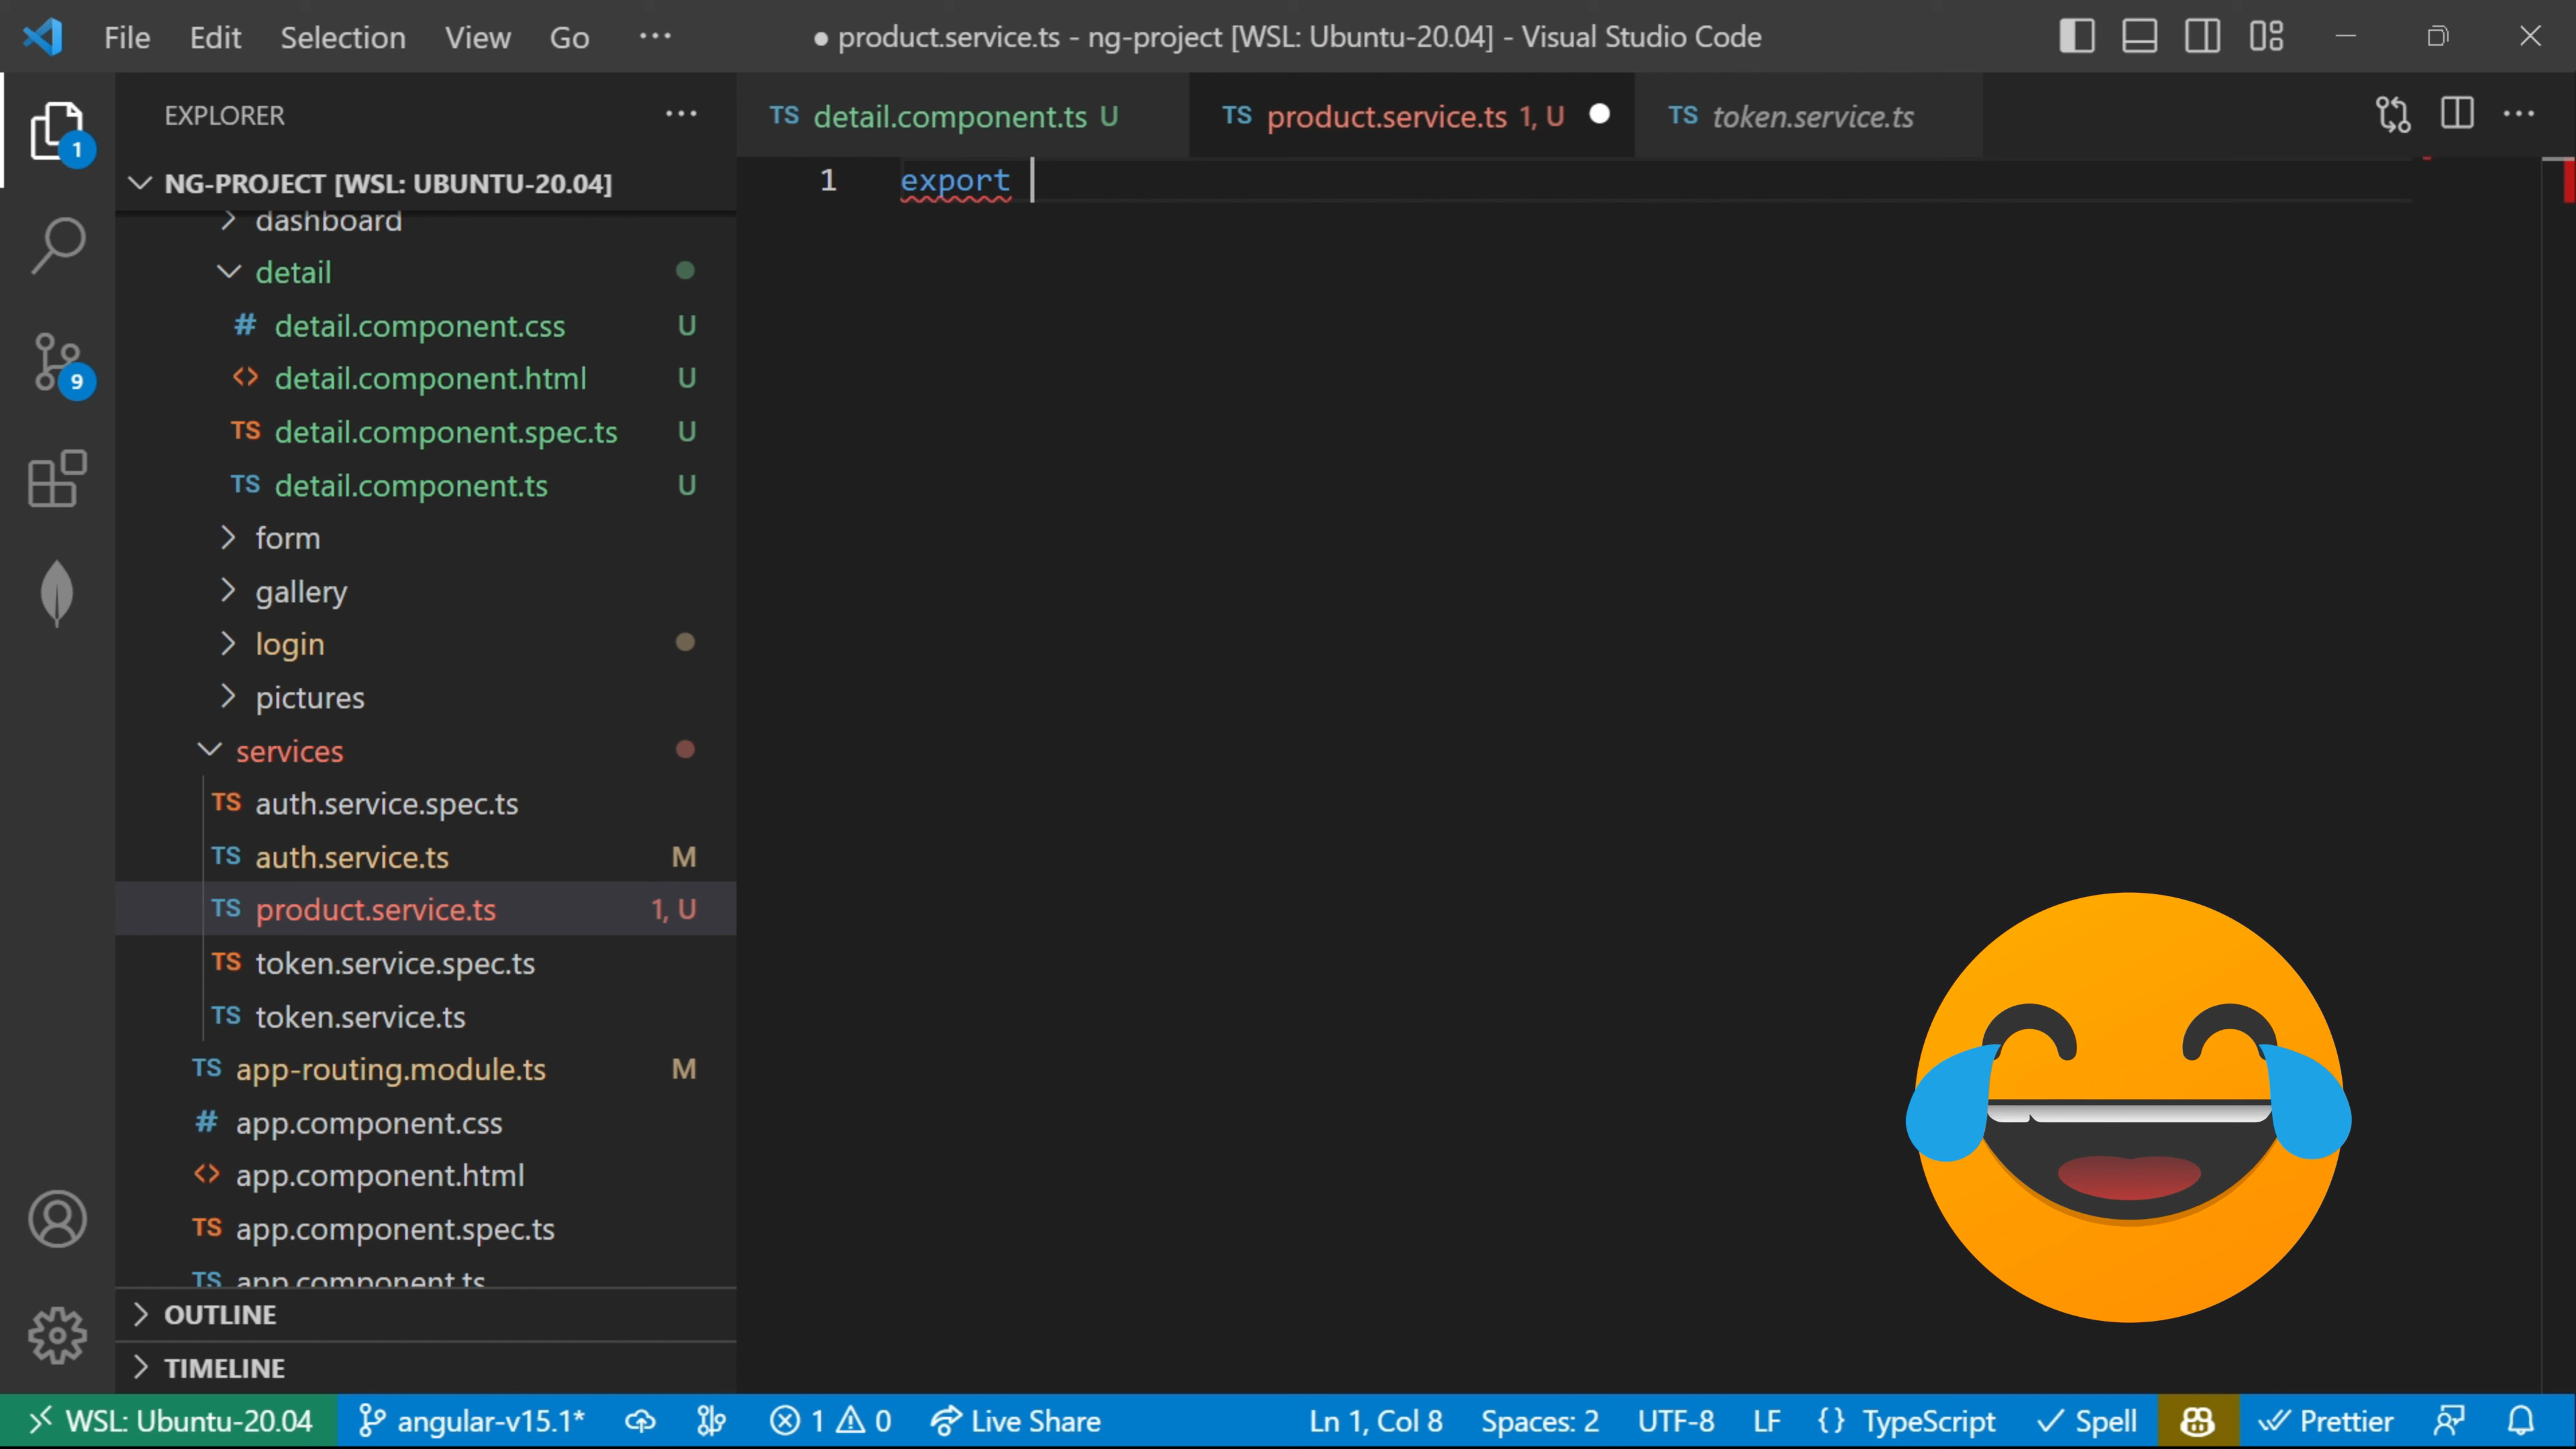 File Edit Selection View Go ···
● product.service.ts - ng-project [WSL: Ubuntu-20.04] - Visual Studio Code
EXPLORER
TS detail.component.ts U
TS product.service.ts 1, U
TS token.service.ts
1
NG-PROJECT [WSL: UBUNTU-20.04]
1 export
dashboard
detail
# detail.component.css U
<> detail.component.html U
TS detail.component.spec.ts U
TS detail.component.ts U
form
gallery
login
pictures
services
TS auth.service.spec.ts
TS auth.service.ts M
TS product.service.ts 1, U
TS token.service.spec.ts
TS token.service.ts
TS app-routing.module.ts M
# app.component.css
<> app.component.html
TS app.component.spec.ts
TS app.component.ts
9
OUTLINE
TIMELINE
WSL: Ubuntu-20.04 angular-v15.1* 1 0 Live Share Ln 1, Col 8 Spaces: 2 UTF-8 LF {} TypeScript Spell Prettier